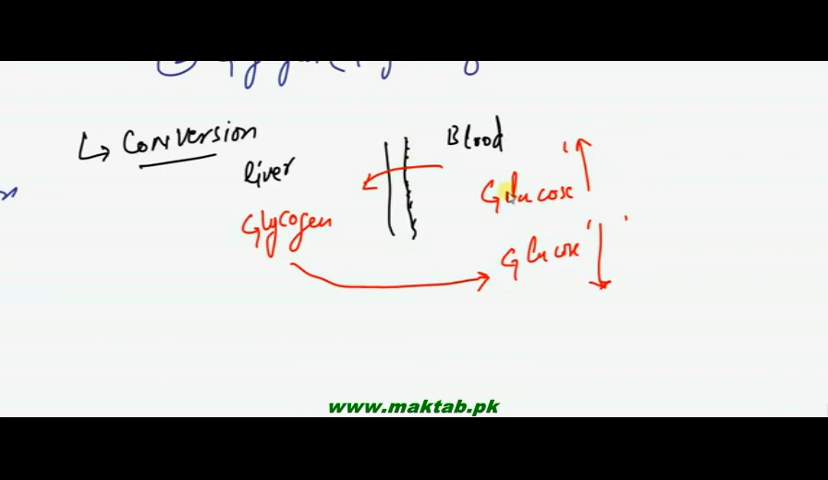 ↳ Conversion
Blood
liver
Glucose ↑
Glycogen
Glucose ↓
www.maktab.pk